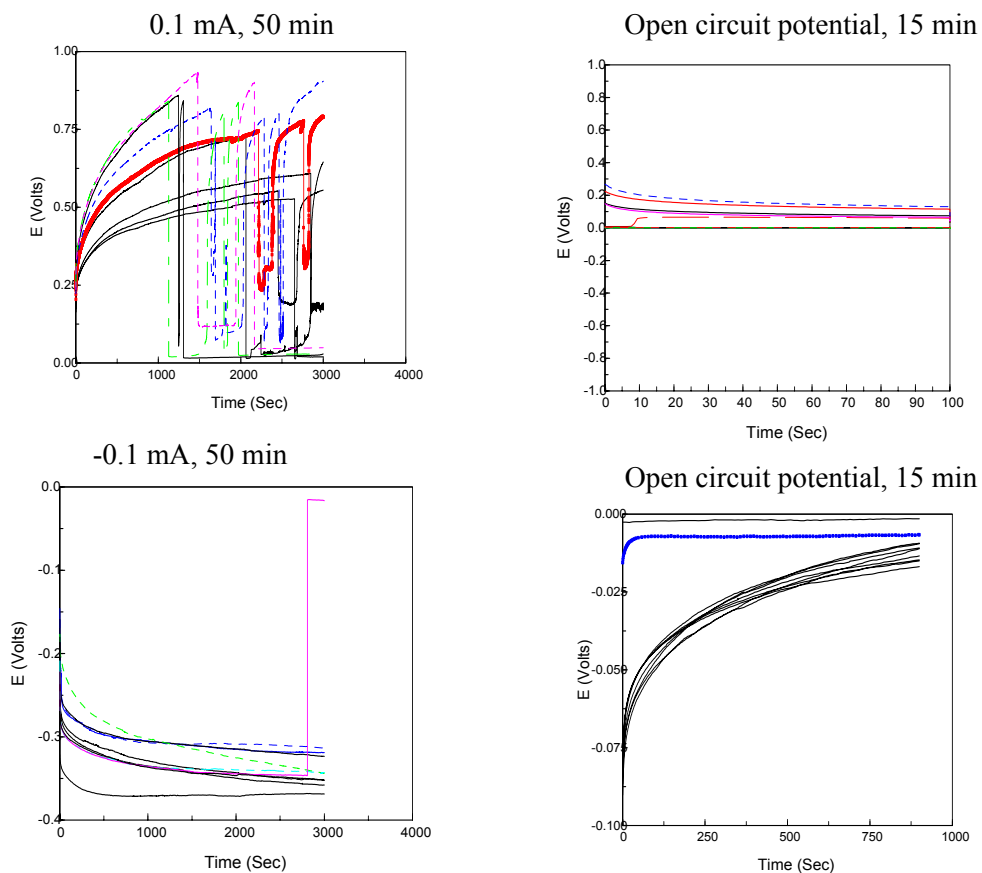 0.1 mA, 50 min
1.00
0.75
0.50
0.25
0.00
E (Volts)
0 1000 2000 3000 4000
Time (Sec)
Open circuit potential, 15 min
1.0
0.8
0.6
0.4
0.2
0.0
-0.2
-0.4
-0.6
-0.8
-1.0
E (Volts)
0 10 20 30 40 50 60 70 80 90 100
Time (Sec)
-0.1 mA, 50 min
0.0
-0.1
-0.2
-0.3
-0.4
E (Volts)
0 1000 2000 3000 4000
Time (Sec)
Open circuit potential, 15 min
0.000
-0.025
-0.050
-0.075
-0.100
E (Volts)
0 250 500 750 1000
Time (Sec)